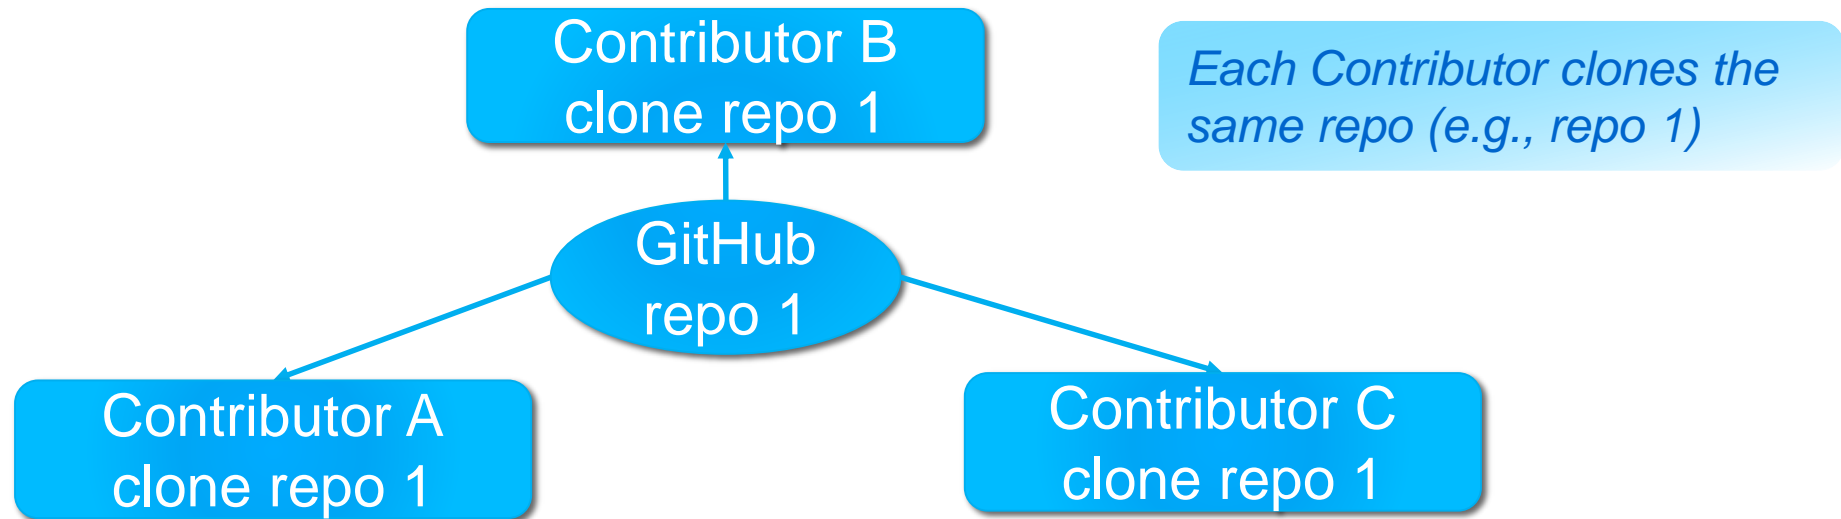 Contributor B
clone repo 1
Each Contributor clones the
same repo (e.g., repo 1)
GitHub
repo 1
Contributor A
clone repo 1
Contributor C
clone repo 1